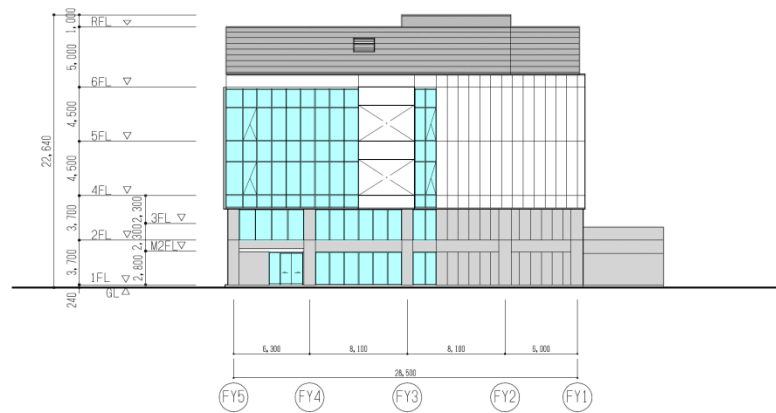 1,000
RFL
5,000
6FL
4,500
5FL
22,640
4,500
4FL
3,700
2,300
3FL
2FL
2,300
M2FL
3,700
2,800
1FL
GL
240
6,300
8,100
8,100
6,000
28,500
FY5
FY4
FY3
FY2
FY1